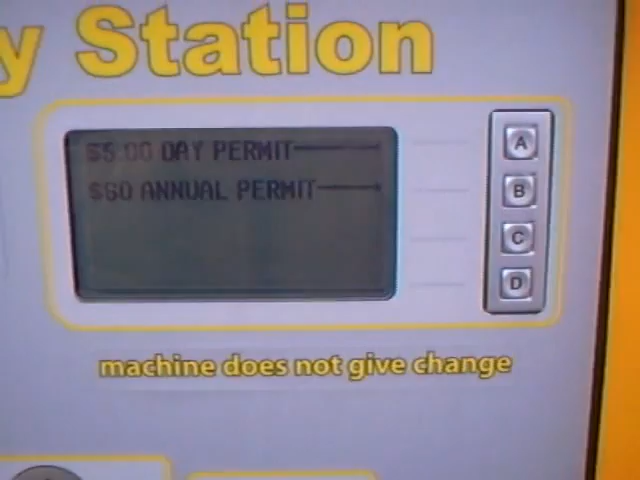 y Station
$5.00 DAY PERMIT
$60 ANNUAL PERMIT
A
B
C
D
machine does not give change